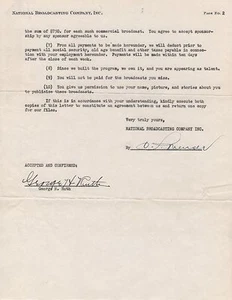 NATIONAL BROADCASTING COMPANY, INC.
PAGE NO. 2
the sum of $750. for each such commercial broadcast. You agree to accept sponsor-
ship by any sponsor agreeable to us.
(7) From all payments to be made hereunder, we will deduct prior to
payment all social security, old age benefit and other taxes payable in connec-
tion with your employment hereunder. Payments will be made within ten days
after the close of each week.
(8) Since we built the program, we own it, and you are appearing as talent.
(9) You will not be paid for the broadcasts you miss.
(10) You give us permission to use your name, picture, and stories about you to
publicize these broadcasts.
If this is in accordance with your understanding, kindly execute both
copies of this letter to constitute an agreement between us and return one copy
for our files.
Very truly yours,
NATIONAL BROADCASTING COMPANY INC.
By
ACCEPTED AND CONFIRMED:
George H Ruth
George H. Ruth